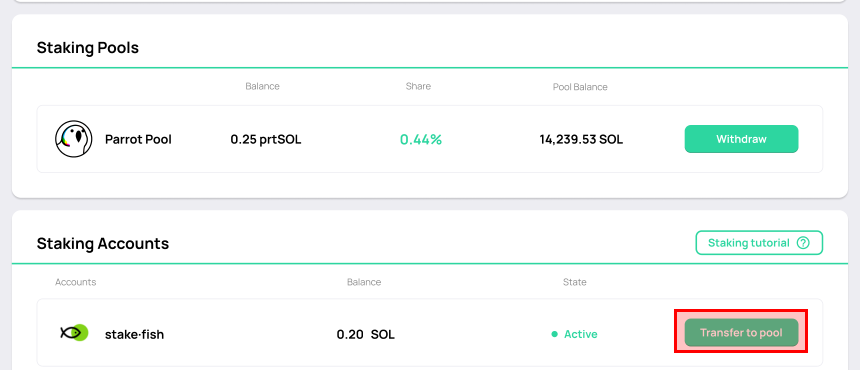 Staking Pools
Balance Share Pool Balance
Parrot Pool 0.25 prtSOL 0.44% 14,239.53 SOL Withdraw
Staking Accounts Staking tutorial ?
Accounts Balance State
stake·fish 0.20 SOL Active Transfer to pool